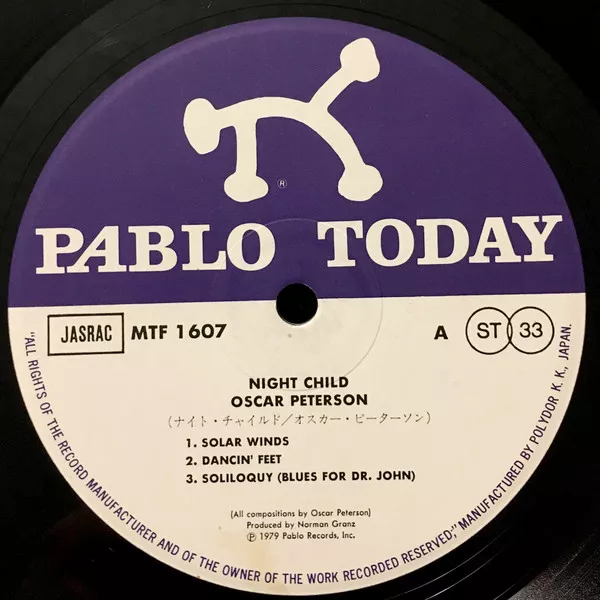 ®
PABLO TODAY
JASRAC MTF 1607 A ST 33
NIGHT CHILD
OSCAR PETERSON
(ナイト・チャイルド/オスカー・ピーターソン)
1. SOLAR WINDS
2. DANCIN' FEET
3. SOLILOQUY (BLUES FOR DR. JOHN)
(All compositions by Oscar Peterson)
Produced by Norman Granz
Ⓟ 1979 Pablo Records, Inc.
"ALL RIGHTS OF THE RECORD MANUFACTURER AND OF THE OWNER OF THE WORK RECORDED RESERVED;" MANUFACTURED BY POLYDOR K. K., JAPAN.